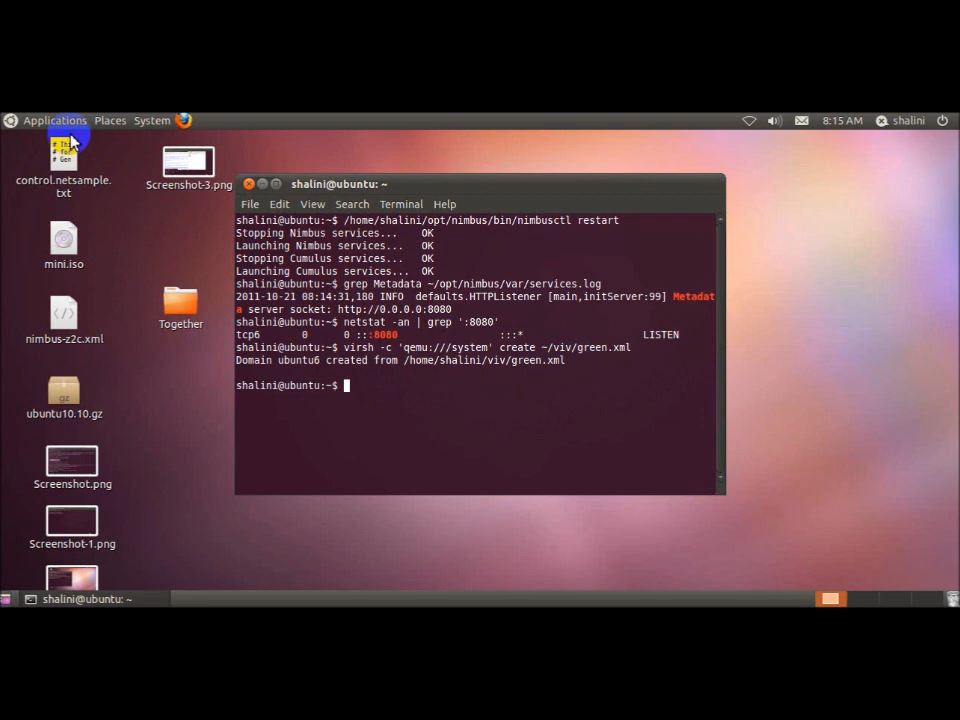 Applications Places System
8:15 AM shalini
# Thi
# for
# Gen
control.netsample.
txt
Screenshot-3.png
mini.iso
Together
nimbus-z2c.xml
gz
ubuntu10.10.gz
Screenshot.png
Screenshot-1.png
shalini@ubuntu: ~
File Edit View Search Terminal Help
shalini@ubuntu:~$ /home/shalini/opt/nimbus/bin/nimbusctl restart
Stopping Nimbus services... OK
Launching Nimbus services... OK
Stopping Cumulus services... OK
Launching Cumulus services... OK
shalini@ubuntu:~$ grep Metadata ~/opt/nimbus/var/services.log
2011-10-21 08:14:31,180 INFO defaults.HTTPListener [main,initServer:99] Metadat
a server socket: http://0.0.0.0:8080
shalini@ubuntu:~$ netstat -an | grep ':8080'
tcp6 0 0 :::8080 :::* LISTEN
shalini@ubuntu:~$ virsh -c 'qemu:///system' create ~/viv/green.xml
Domain ubuntu6 created from /home/shalini/viv/green.xml
shalini@ubuntu:~$
shalini@ubuntu: ~